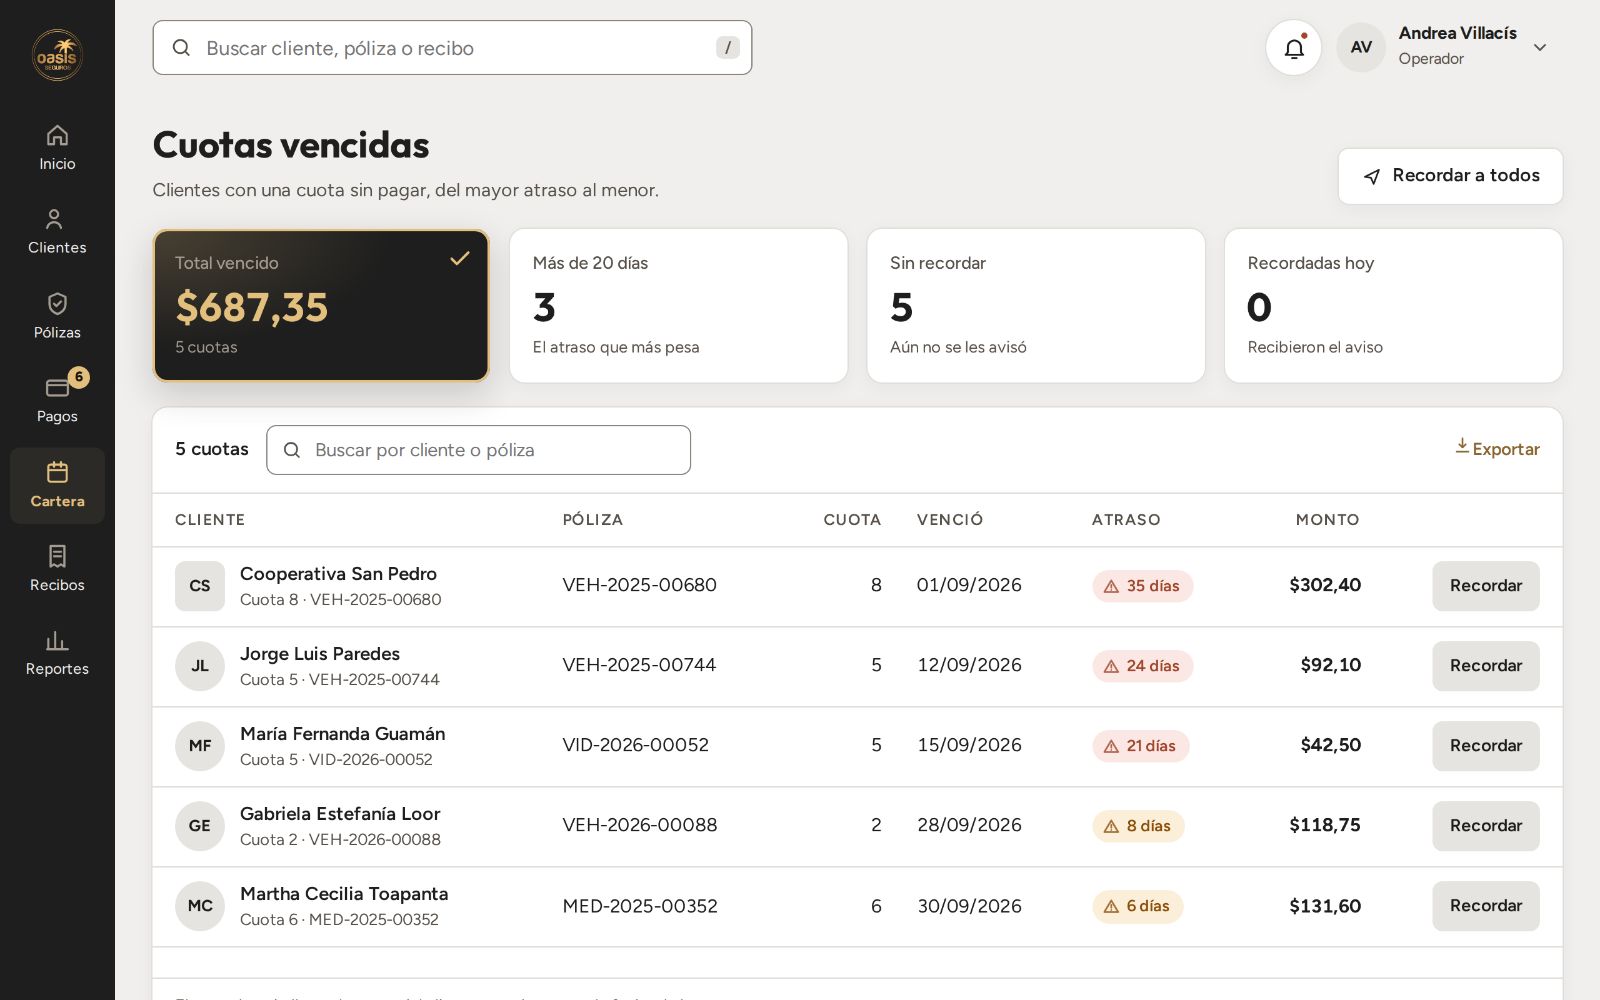 oasis
SEGUROS
Inicio
Clientes
Pólizas
6
Pagos
Cartera
Recibos
Reportes
Buscar cliente, póliza o recibo
/
AV
Andrea Villacís
Operador
Cuotas vencidas
Clientes con una cuota sin pagar, del mayor atraso al menor.
Recordar a todos
Total vencido
$687,35
5 cuotas
Más de 20 días
3
El atraso que más pesa
Sin recordar
5
Aún no se les avisó
Recordadas hoy
0
Recibieron el aviso
5 cuotas
Buscar por cliente o póliza
Exportar
CLIENTE PÓLIZA CUOTA VENCIÓ ATRASO MONTO
CS Cooperativa San Pedro VEH-2025-00680 8 01/09/2026 35 días $302,40 Recordar
Cuota 8 · VEH-2025-00680
JL Jorge Luis Paredes VEH-2025-00744 5 12/09/2026 24 días $92,10 Recordar
Cuota 5 · VEH-2025-00744
MF María Fernanda Guamán VID-2026-00052 5 15/09/2026 21 días $42,50 Recordar
Cuota 5 · VID-2026-00052
GE Gabriela Estefanía Loor VEH-2026-00088 2 28/09/2026 8 días $118,75 Recordar
Cuota 2 · VEH-2026-00088
MC Martha Cecilia Toapanta MED-2025-00352 6 30/09/2026 6 días $131,60 Recordar
Cuota 6 · MED-2025-00352